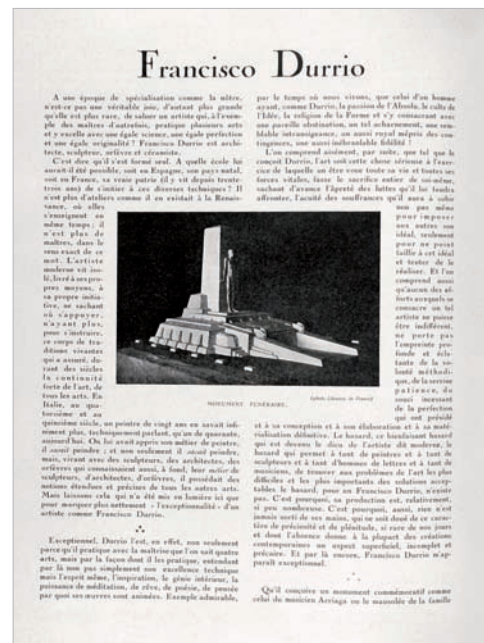 Francisco Durrio
A une époque de spécialisation comme la nôtre,
n'est-ce pas une véritable joie, d'autant plus grande
qu'elle est plus rare, de saluer un artiste qui, à l'exem-
ple des maîtres d'autrefois, pratique plusieurs arts
et y excelle avec une égale science, une égale perfection
et une égale originalité ? Francisco Durrio est archi-
tecte, sculpteur, orfèvre et céramiste.
C'est dire qu'il s'est formé seul. A quelle école lui
aurait-il été possible, soit en Espagne, son pays natal,
soit en France, sa vraie patrie (il y vit depuis trente-
trois ans) de s'initier à ces diverses techniques ? Il
n'est plus d'ateliers comme il en existait à la Renais-
sance, où elles
s'enseignent en
même temps ; il
n'est plus de
maîtres, dans le
sens exact de ce
mot. L'artiste
moderne vit iso-
lé, livré à ses pro-
pres moyens, à
sa propre initia-
tive, ne sachant
où s'appuyer,
n'ayant plus,
pour s'instruire,
ce corps de tra-
ditions vivantes
qui a assuré, du-
rant des siècles
la continuité
forte de l'art, de
tous les arts. En
Italie, au qua-
torzième et au
quinzième siècle, un peintre de vingt ans en savait infi-
niment plus, techniquement parlant, qu'un de quarante,
aujourd'hui. On lui avait appris son métier de peintre,
il savait peindre ; et non seulement il savait peindre,
mais, vivant avec des sculpteurs, des architectes, des
orfèvres qui connaissaient aussi, à fond, leur métier de
sculpteurs, d'architectes, d'orfèvres, il possédait des
notions étendues et précises de tous les autres arts.
Mais laissons cela qui n'a été mis en lumière ici que
pour marquer plus nettement « l'exceptionnalité » d'un
artiste comme Francisco Durrio.
Exceptionnel, Durrio l'est, en effet, non seulement
parce qu'il pratique avec la maîtrise que l'on sait quatre
arts, mais par la façon dont il les pratique, entendant
par là non pas simplement son excellence technique
mais l'esprit même, l'inspiration, le génie intérieur, la
puissance de méditation, de rêve, de poésie, de pensée
par quoi ses œuvres sont animées. Exemple admirable,
MONUMENT FUNÉRAIRE.
par le temps où nous vivons, que celui d'un homme
ayant, comme Durrio, la passion de l'Absolu, le culte de
l'Idée, la religion de la Forme et s'y consacrant avec
une pareille obstination, un tel acharnement, une sem-
blable intransigeance, un aussi royal mépris des con-
tingences, une aussi inébranlable fidélité !
L'on comprend aisément, par suite, que tel que le
conçoit Durrio, l'art soit cette chose sérieuse à l'exer-
cice de laquelle un être voue toute sa vie et toutes ses
forces vitales, fasse le sacrifice entier de soi-même,
sachant d'avance l'âpreté des luttes qu'il lui faudra
affronter, l'acuité des souffrances qu'il aura à subir
non pas même
pour imposer
aux autres son
idéal, seulement
pour ne point
faillir à cet idéal
et tenter de le
réaliser. Et l'on
comprend aussi
qu'aucun des ef-
forts auxquels se
consacre un tel
artiste ne puisse
être indifférent,
ne porte pas
l'empreinte pro-
fonde et écla-
tante de la vo-
lonté méthodi-
que, de la sereine
patience, du
souci incessant
de la perfection
qui ont présidé
et à sa conception et à son élaboration et à sa maté-
rialisation définitive. Le hasard, ce bienfaisant hasard
qui est devenu le dieu de l'artiste dit moderne, le
hasard qui permet à tant de peintres et à tant de
sculpteurs et à tant d'hommes de lettres et à tant de
musiciens, de trouver aux problèmes de l'art les plus
difficiles et les plus importants des solutions accep-
tables le hasard, pour un Francisco Durrio, n'existe
pas. C'est pourquoi, sa production est, relativement,
si peu nombreuse. C'est pourquoi, aussi, rien n'est
jamais sorti de ses mains, qui ne soit doué de ce carac-
tère de précisité et de plénitude, si rare de nos jours
et dont l'absence donne à la plupart des créations
contemporaines un aspect superficiel, incomplet et
précaire. Et par là encore, Francisco Durrio m'ap-
paraît exceptionnel.
Qu'il conçoive un monument commémoratif comme
celui du musicien Arriaga ou le mausolée de la famille